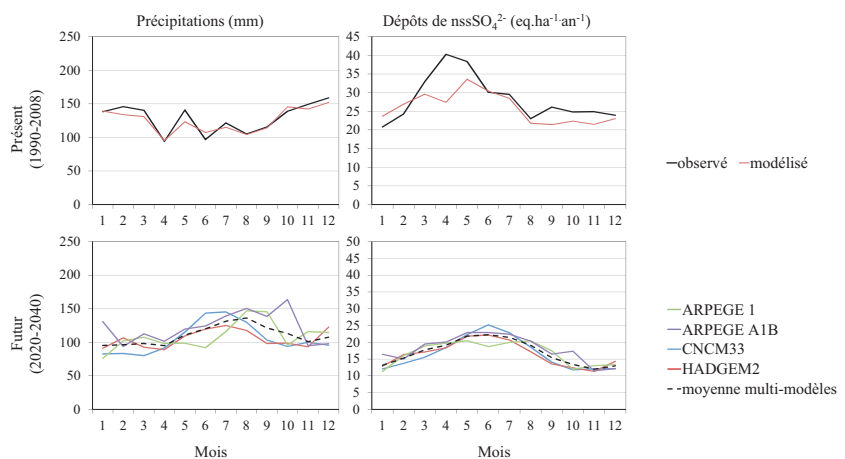 Précipitations (mm)
Dépôts de nssSO₄²⁻ (eq.ha⁻¹.an⁻¹)
Présent
(1990-2008)
250
200
150
100
50
0
1 2 3 4 5 6 7 8 9 10 11 12
45
40
35
30
25
20
15
10
5
0
1 2 3 4 5 6 7 8 9 10 11 12
observé
modélisé
Futur
(2020-2040)
250
200
150
100
50
0
1 2 3 4 5 6 7 8 9 10 11 12
Mois
50
45
40
35
30
25
20
15
10
5
0
1 2 3 4 5 6 7 8 9 10 11 12
Mois
ARPEGE 1
ARPEGE A1B
CNCM33
HADGEM2
moyenne multi-modèles